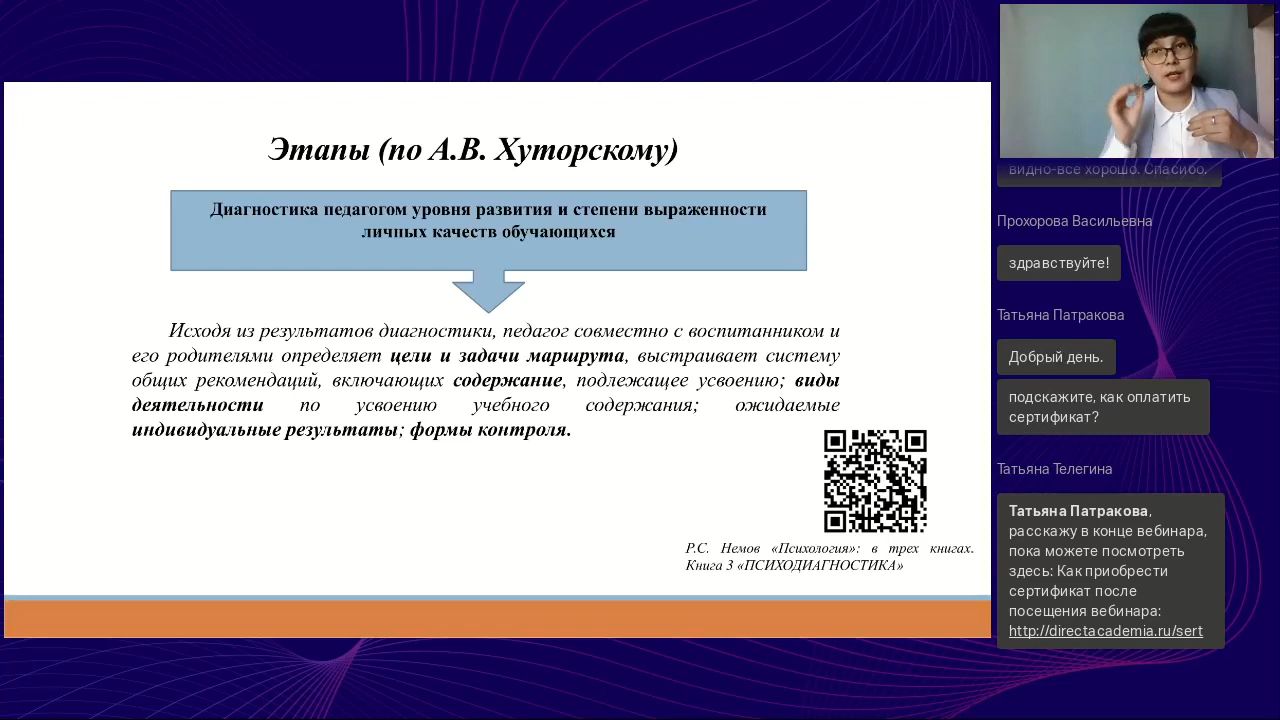 Этапы (по А.В. Хуторскому)
Диагностика педагогом уровня развития и степени выраженности
личных качеств обучающихся
Исходя из результатов диагностики, педагог совместно с воспитанником и
его родителями определяет цели и задачи маршрута, выстраивает систему
общих рекомендаций, включающих содержание, подлежащее усвоению; виды
деятельности по усвоению учебного содержания; ожидаемые
индивидуальные результаты; формы контроля.
Р.С. Немов «Психология»: в трех книгах.
Книга 3 «ПСИХОДИАГНОСТИКА»
видно-все хорошо. Спасибо.
Прохорова Васильевна
здравствуйте!
Татьяна Патракова
Добрый день.
подскажите, как оплатить
сертификат?
Татьяна Телегина
Татьяна Патракова,
расскажу в конце вебинара,
пока можете посмотреть
здесь: Как приобрести
сертификат после
посещения вебинара:
http://directacademia.ru/sert